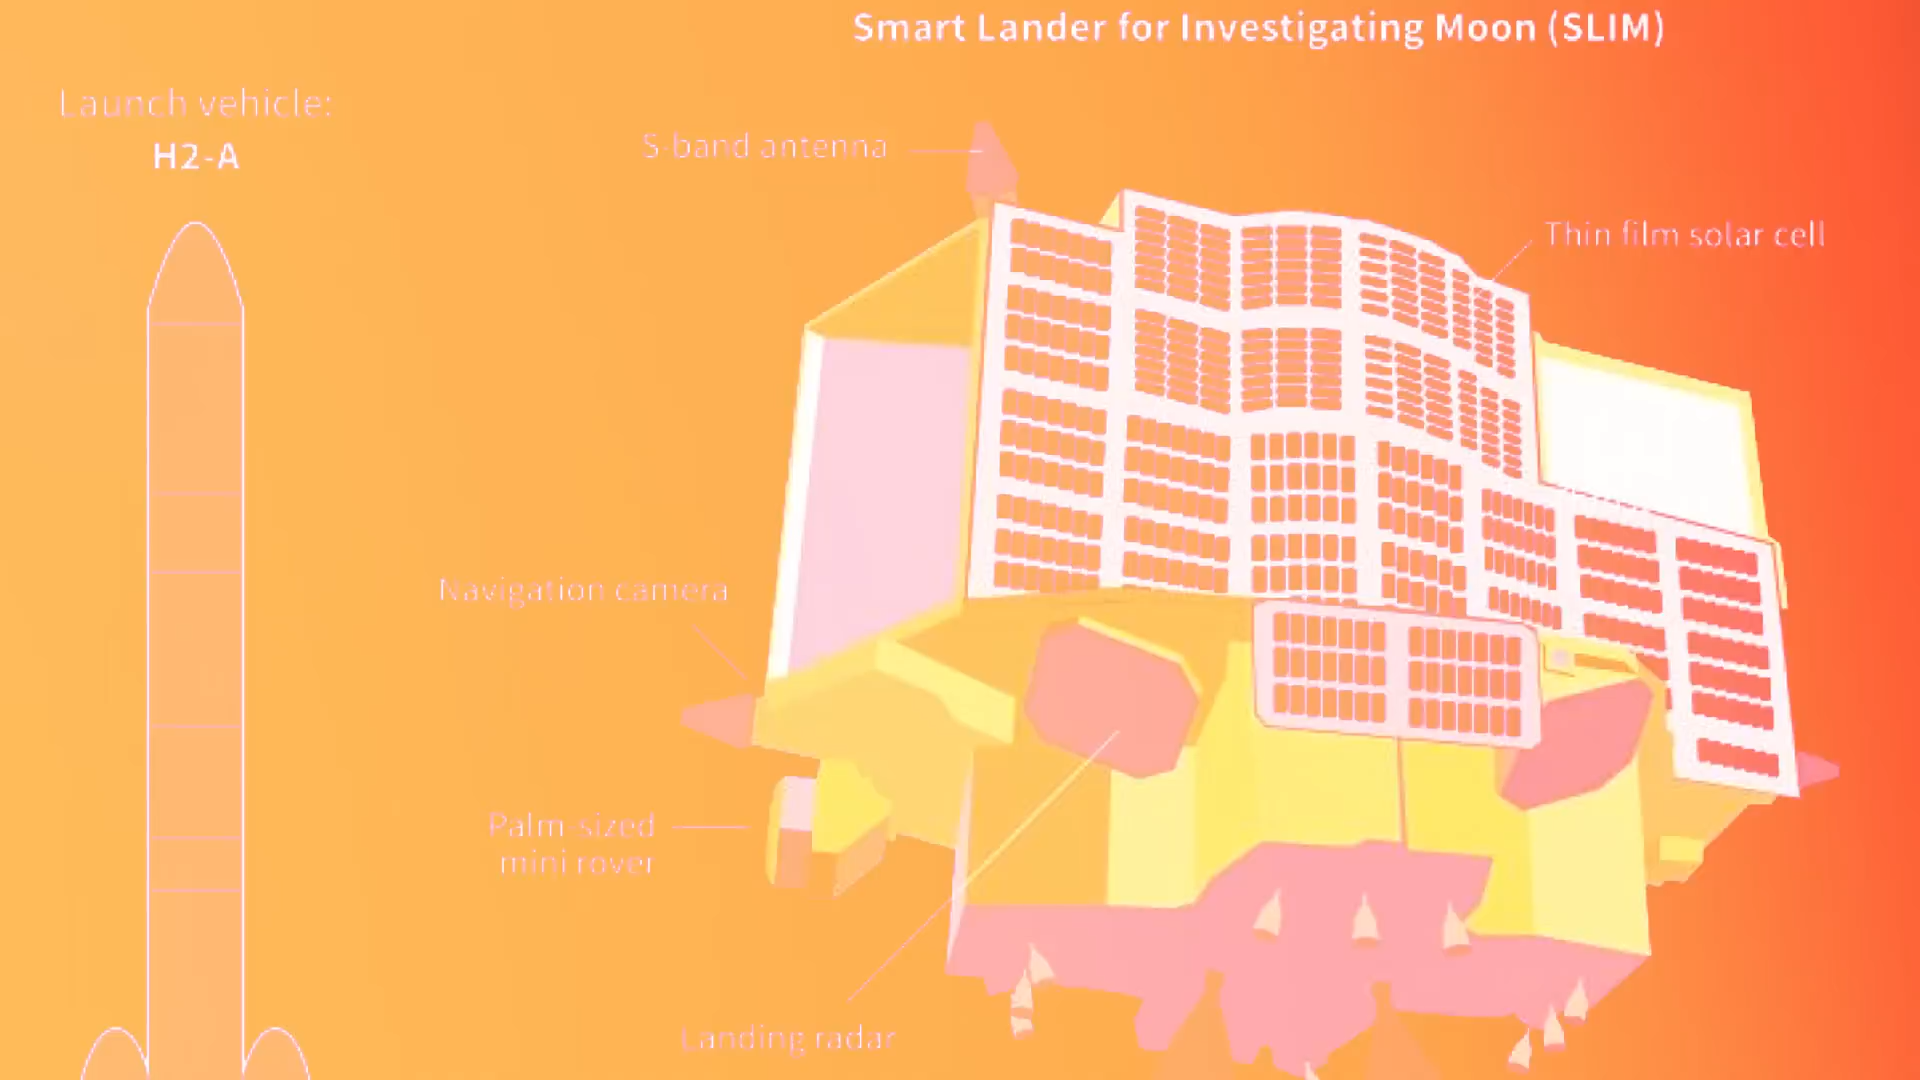 Smart Lander for Investigating Moon (SLIM)
Launch vehicle:
H2-A
S-band antenna
Thin film solar cell
Navigation camera
Palm-sized
mini rover
Landing radar